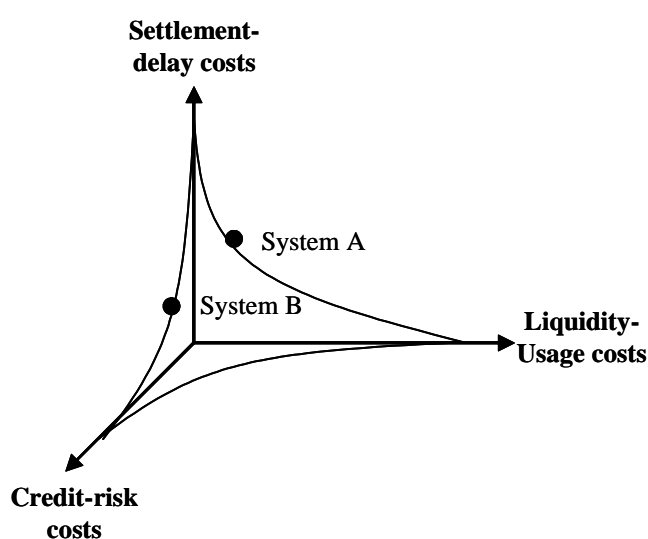 Settlement-
delay costs
System A
System B
Liquidity-
Usage costs
Credit-risk
costs